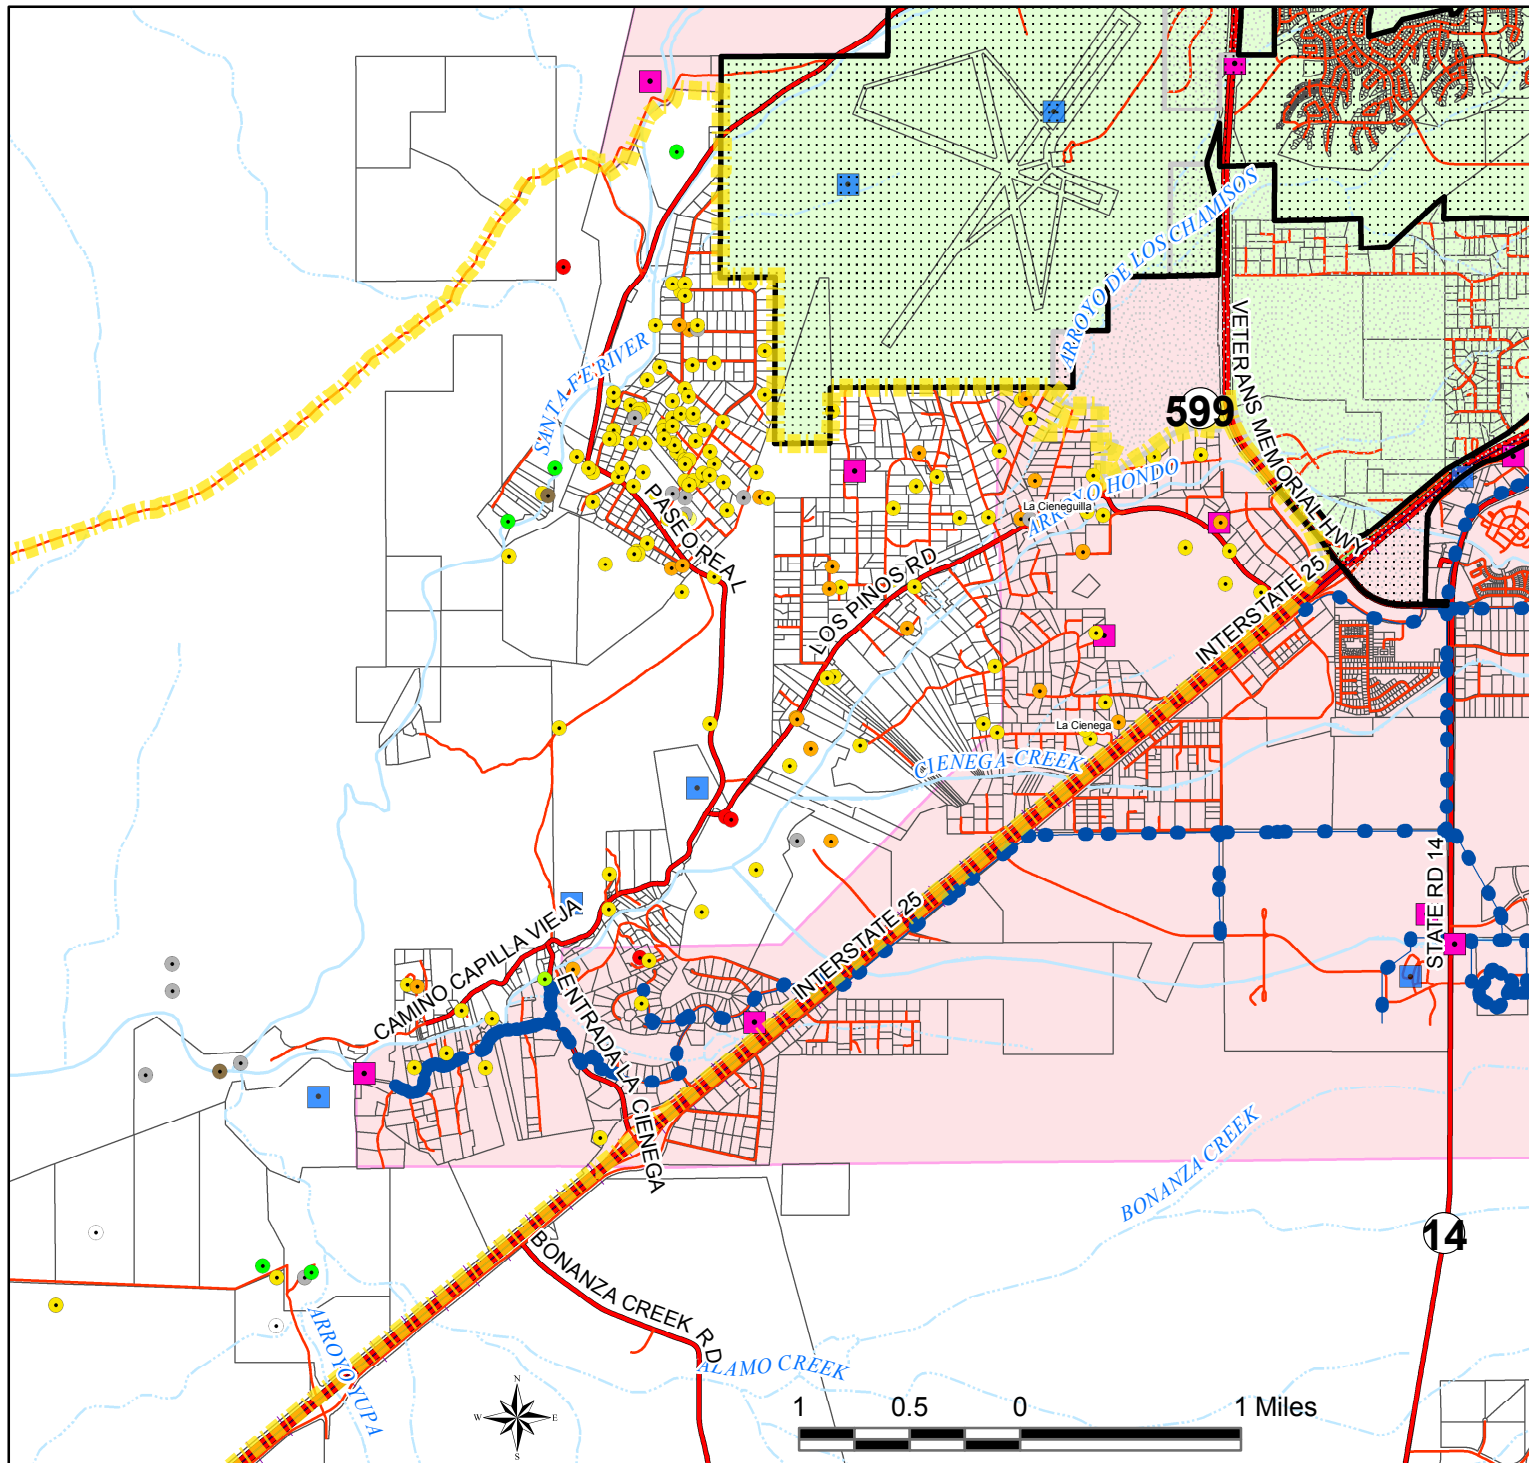 ARROYO DE LOS CHAMISOS
VETERANS MEMORIAL HWY
599
SANTA FE RIVER
PASEO REAL
ARROYO HONDO
La Cieneguilla
LOS PINOS RD
INTERSTATE 25
La Cienega
CIENEGA CREEK
STATE RD 14
CAMINO CAPILLA VIEJA
INTERSTATE 25
ENTRADA LA CIENEGA
BONANZA CREEK
14
BONANZA CREEK RD
ARROYO YUPA
ALAMO CREEK
N
W E
S
1 0.5 0 1 Miles